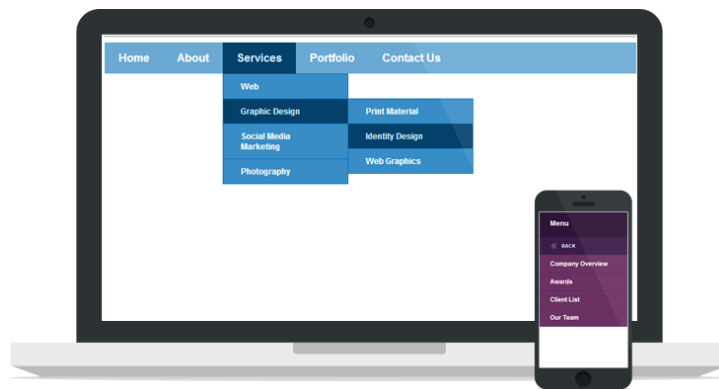 Home About Services Portfolio Contact Us
Web
Graphic Design
Social Media
Marketing
Photography
Print Material
Identity Design
Web Graphics
Menu
BACK
Company Overview
Awards
Client List
Our Team